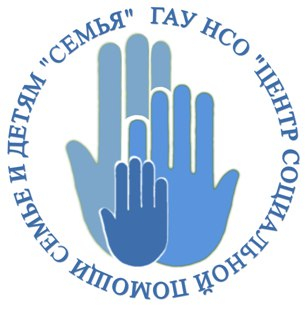 ГАУ НСО "ЦЕНТР СОЦИАЛЬНОЙ ПОМОЩИ СЕМЬЕ И ДЕТЯМ "СЕМЬЯ"